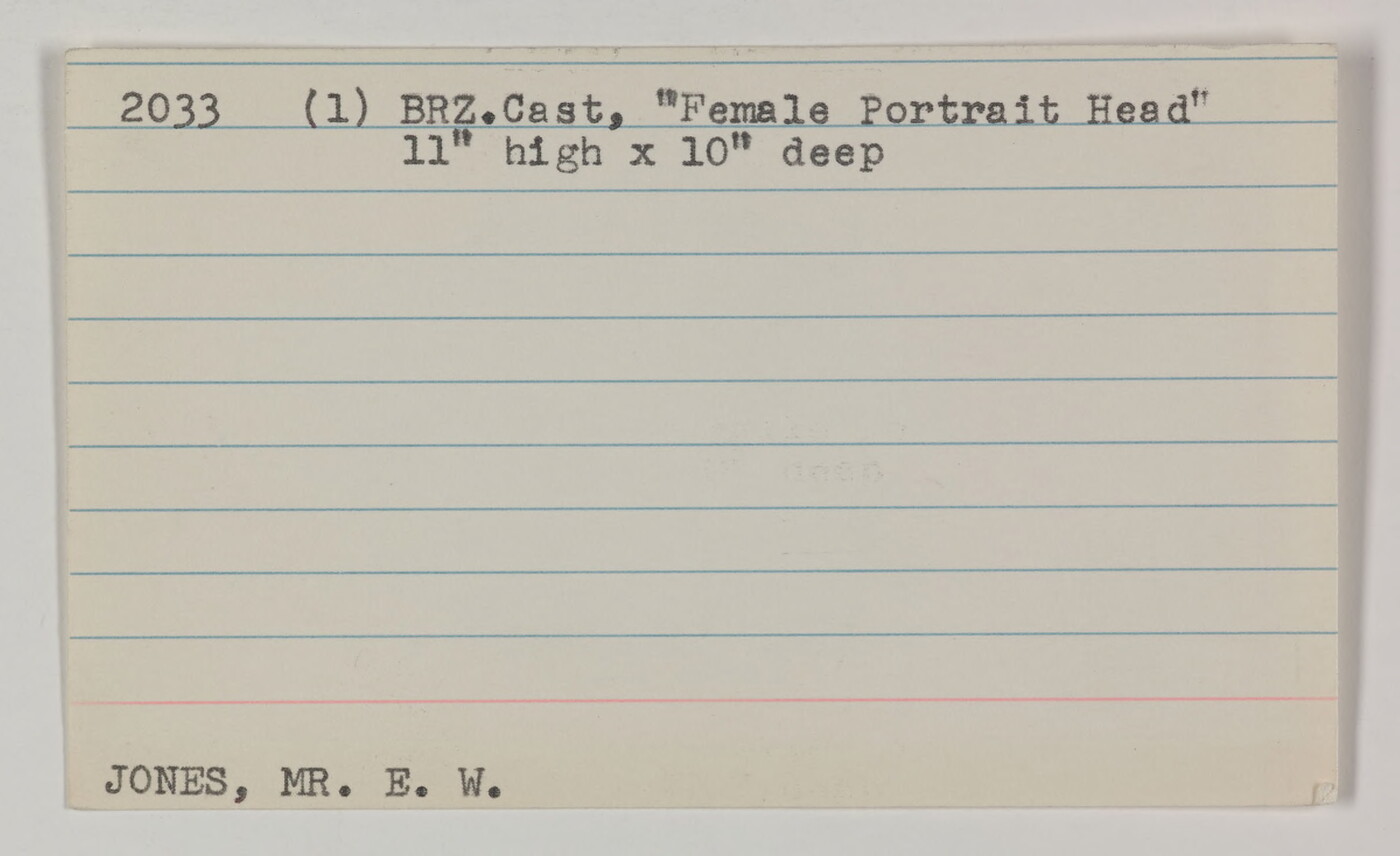 2033 (1) BRZ.Cast, "Female Portrait Head"
11" high x 10" deep
JONES, MR. E. W.